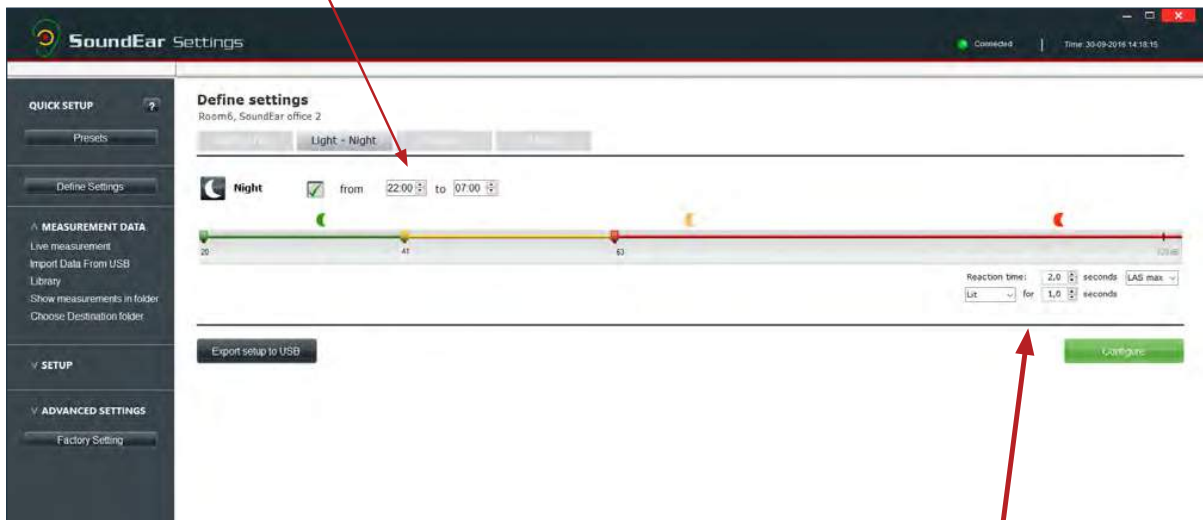 SoundEar Settings
Connected | Time: 30-09-2016 14:18:15
QUICK SETUP ?
Presets
Define Settings
MEASUREMENT DATA
Live measurement
Import Data From USB
Library
Show measurements in folder
Choose Destination folder
SETUP
ADVANCED SETTINGS
Factory Setting
Define settings
Room6, SoundEar office 2
Light - Night
Night from 22:00 to 07:00
20 41 63
Reaction time: 2,0 seconds LAS max
Lit for 1,0 seconds
Export setup to USB Configure